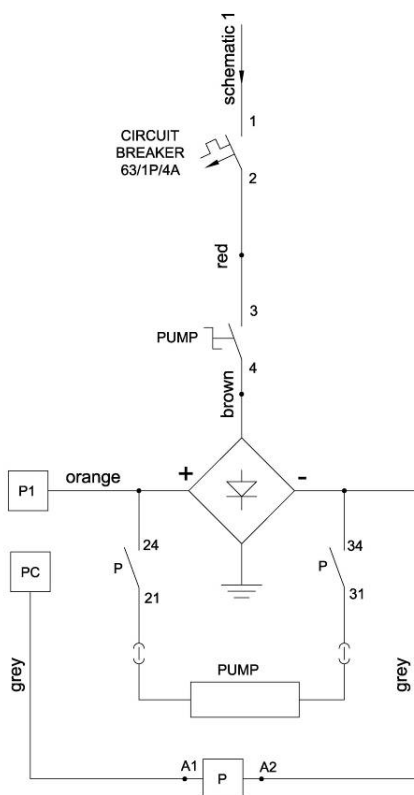 schematic 1
1
CIRCUIT
BREAKER
63/1P/4A
2
red
3
PUMP
4
brown
P1
orange
+
-
PC
P
24
21
P
34
31
PUMP
grey
grey
A1
P
A2